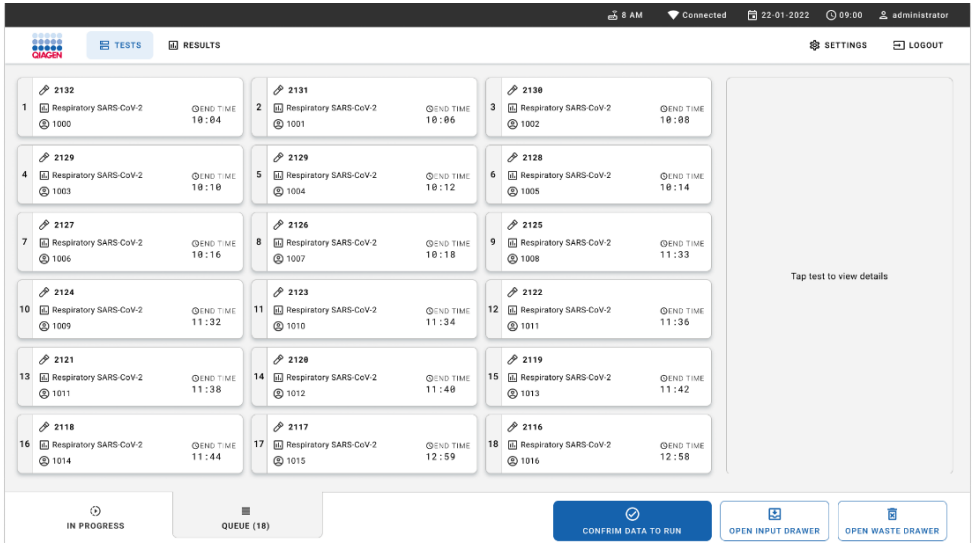 8 AM Connected 22-01-2022 09:00 administrator
QIAGEN TESTS RESULTS SETTINGS LOGOUT
1 2132 Respiratory SARS-CoV-2 1000 END TIME 10:04
2 2131 Respiratory SARS-CoV-2 1001 END TIME 10:06
3 2130 Respiratory SARS-CoV-2 1002 END TIME 10:08
4 2129 Respiratory SARS-CoV-2 1003 END TIME 10:10
5 2129 Respiratory SARS-CoV-2 1004 END TIME 10:12
6 2128 Respiratory SARS-CoV-2 1005 END TIME 10:14
7 2127 Respiratory SARS-CoV-2 1006 END TIME 10:16
8 2126 Respiratory SARS-CoV-2 1007 END TIME 10:18
9 2125 Respiratory SARS-CoV-2 1008 END TIME 11:33
10 2124 Respiratory SARS-CoV-2 1009 END TIME 11:32
11 2123 Respiratory SARS-CoV-2 1010 END TIME 11:34
12 2122 Respiratory SARS-CoV-2 1011 END TIME 11:36
13 2121 Respiratory SARS-CoV-2 1011 END TIME 11:38
14 2120 Respiratory SARS-CoV-2 1012 END TIME 11:40
15 2119 Respiratory SARS-CoV-2 1013 END TIME 11:42
16 2118 Respiratory SARS-CoV-2 1014 END TIME 11:44
17 2117 Respiratory SARS-CoV-2 1015 END TIME 12:59
18 2116 Respiratory SARS-CoV-2 1016 END TIME 12:58
Tap test to view details
IN PROGRESS QUEUE (18) CONFRIM DATA TO RUN OPEN INPUT DRAWER OPEN WASTE DRAWER